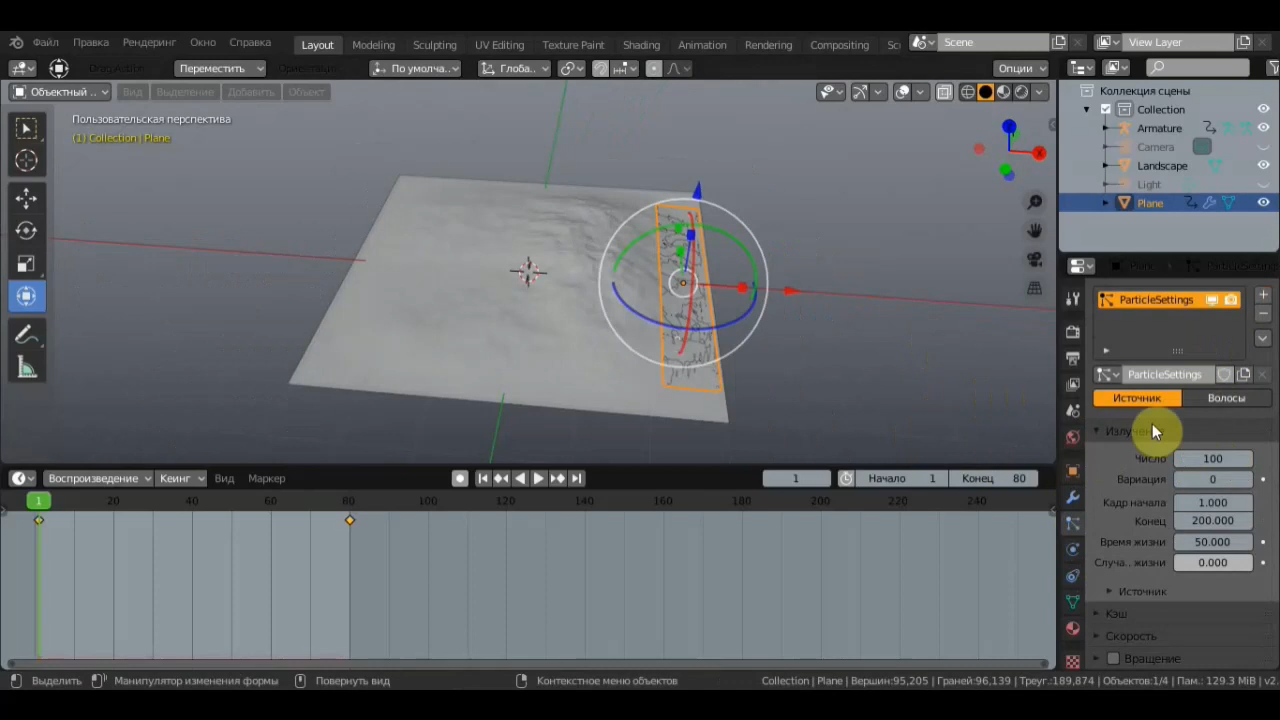 Файл Правка Рендеринг Окно Справка Layout Modeling Sculpting UV Editing Texture Paint Shading Animation Rendering Compositing Sc Scene View Layer
Drag Action Переместить Ориентация По умолча.. Глоба.. Опции
Объектный .. Вид Выделение Добавить Объект
Коллекция сцены
Collection
Armature
Camera
Landscape
Light
Plane
Пользовательская перспектива
(1) Collection | Plane
X
ParticleSettings
ParticleSettings
Источник Волосы
Число 100
Вариация 0
Кадр начала 1.000
Конец 200.000
Время жизни 50.000
Случа.. жизни 0.000
Источник
Кэш
Скорость
Вращение
Воспроизведение Кеинг Вид Маркер 1 Начало 1 Конец 80
1 20 40 60 80 100 120 140 160 180 200 220 240
Выделить Манипулятор изменения формы Повернуть вид Контекстное меню объектов Collection | Plane | Вершин:95,205 | Граней:96,139 | Треуг.:189,874 | Объектов:1/4 | Пам.: 129.3 MiB | v2.